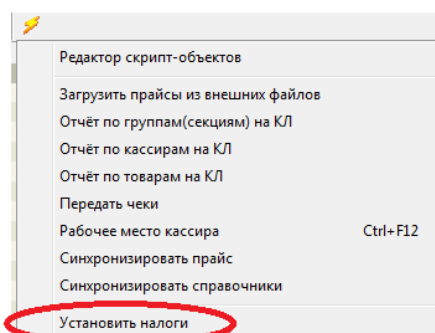 Редактор скрипт-объектов
Загрузить прайсы из внешних файлов
Отчёт по группам(секциям) на КЛ
Отчёт по кассирам на КЛ
Отчёт по товарам на КЛ
Передать чеки
Рабочее место кассира Ctrl+F12
Синхронизировать прайс
Синхронизировать справочники
Установить налоги